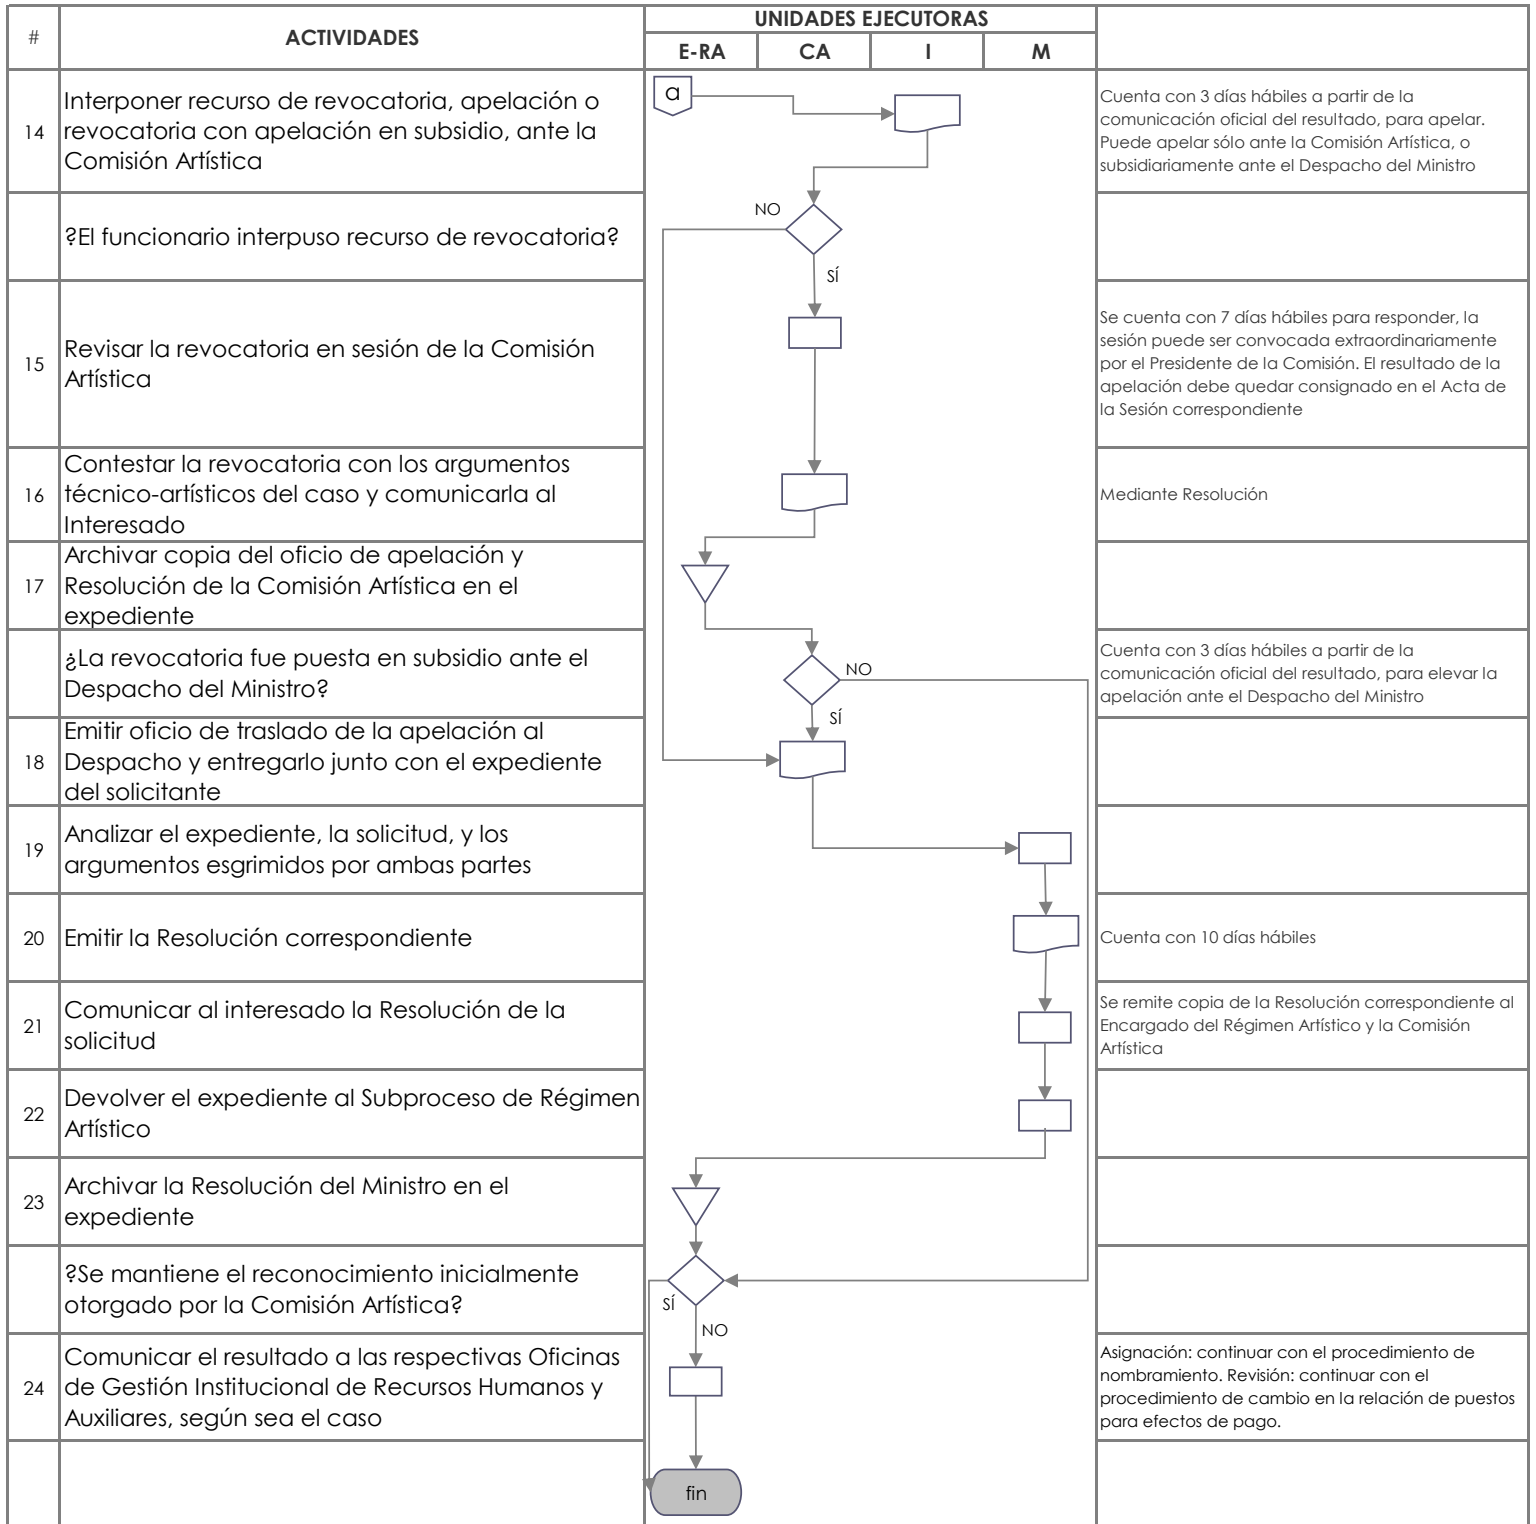 #
ACTIVIDADES
UNIDADES EJECUTORAS
E-RA
CA
I
M
14
Interponer recurso de revocatoria, apelación o
revocatoria con apelación en subsidio, ante la
Comisión Artística
a
Cuenta con 3 días hábiles a partir de la
comunicación oficial del resultado, para apelar.
Puede apelar sólo ante la Comisión Artística, o
subsidiariamente ante el Despacho del Ministro
?El funcionario interpuso recurso de revocatoria?
NO
SÍ
15
Revisar la revocatoria en sesión de la Comisión
Artística
Se cuenta con 7 días hábiles para responder, la
sesión puede ser convocada extraordinariamente
por el Presidente de la Comisión. El resultado de la
apelación debe quedar consignado en el Acta de
la Sesión correspondiente
16
Contestar la revocatoria con los argumentos
técnico-artísticos del caso y comunicarla al
Interesado
Mediante Resolución
17
Archivar copia del oficio de apelación y
Resolución de la Comisión Artística en el
expediente
¿La revocatoria fue puesta en subsidio ante el
Despacho del Ministro?
NO
SÍ
Cuenta con 3 días hábiles a partir de la
comunicación oficial del resultado, para elevar la
apelación ante el Despacho del Ministro
18
Emitir oficio de traslado de la apelación al
Despacho y entregarlo junto con el expediente
del solicitante
19
Analizar el expediente, la solicitud, y los
argumentos esgrimidos por ambas partes
20
Emitir la Resolución correspondiente
Cuenta con 10 días hábiles
21
Comunicar al interesado la Resolución de la
solicitud
Se remite copia de la Resolución correspondiente al
Encargado del Régimen Artístico y la Comisión
Artística
22
Devolver el expediente al Subproceso de Régimen
Artístico
23
Archivar la Resolución del Ministro en el
expediente
?Se mantiene el reconocimiento inicialmente
otorgado por la Comisión Artística?
SÍ
NO
24
Comunicar el resultado a las respectivas Oficinas
de Gestión Institucional de Recursos Humanos y
Auxiliares, según sea el caso
Asignación: continuar con el procedimiento de
nombramiento. Revisión: continuar con el
procedimiento de cambio en la relación de puestos
para efectos de pago.
fin